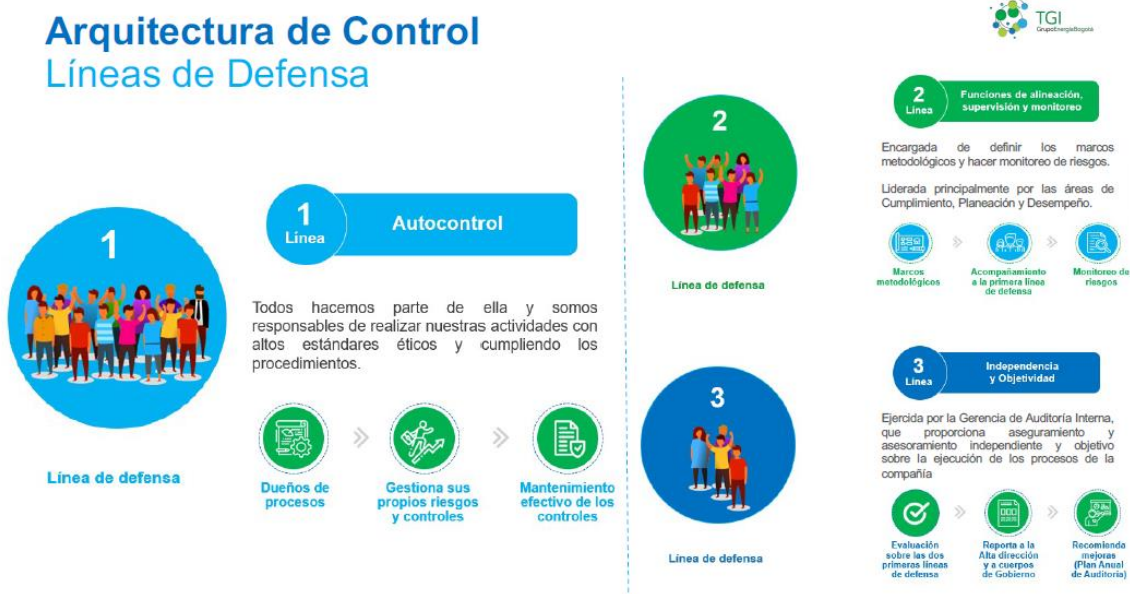 Arquitectura de Control
Líneas de Defensa
TGI
GrupoEnergíaBogotá
1
Línea de defensa
1
Línea
Autocontrol
Todos hacemos parte de ella y somos
responsables de realizar nuestras actividades con
altos estándares éticos y cumpliendo los
procedimientos.
Dueños de
procesos
Gestiona sus
propios riesgos
y controles
Mantenimiento
efectivo de los
controles
2
Línea de defensa
2
Línea
Funciones de alineación,
supervisión y monitoreo
Encargada de definir los marcos
metodológicos y hacer monitoreo de riesgos.
Liderada principalmente por las áreas de
Cumplimiento, Planeación y Desempeño.
Marcos
metodológicos
Acompañamiento
a la primera línea
de defensa
Monitoreo de
riesgos
3
Línea de defensa
3
Línea
Independencia
y Objetividad
Ejercida por la Gerencia de Auditoría Interna,
que proporciona aseguramiento y
asesoramiento independiente y objetivo
sobre la ejecución de los procesos de la
compañía
Evaluación
sobre las dos
primeras líneas
de defensa
Reporta a la
Alta dirección
y a cuerpos
de Gobierno
Recomienda
mejoras
(Plan Anual
de Auditoría)